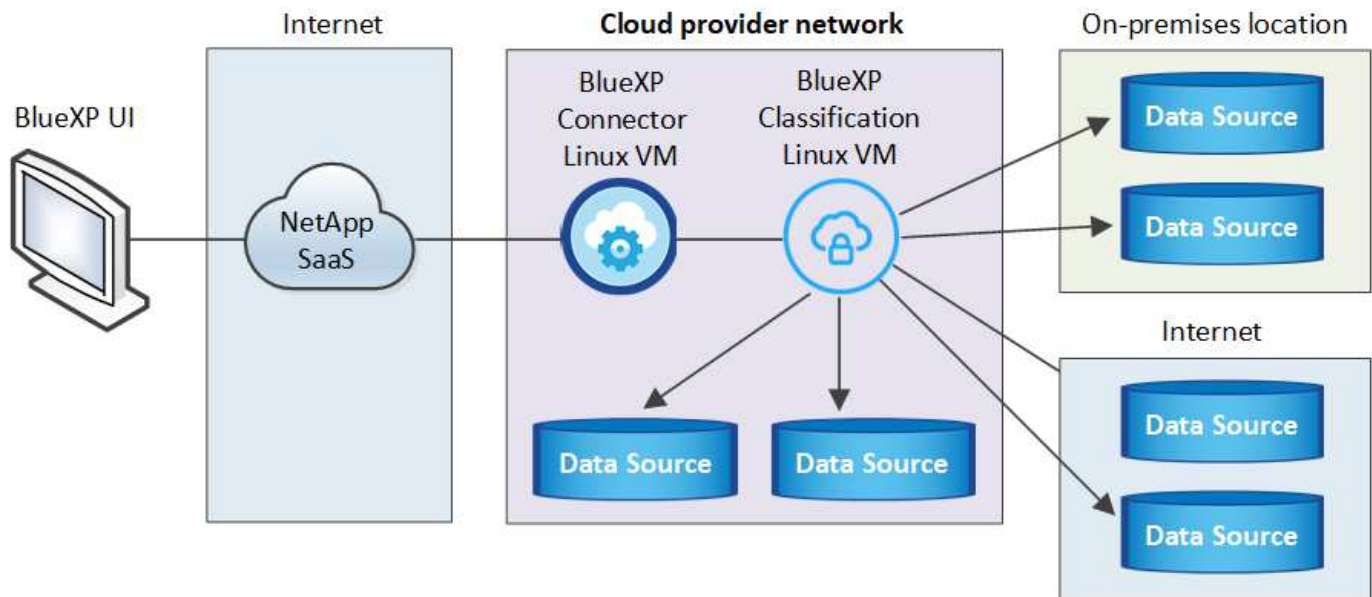 Internet
Cloud provider network
On-premises location
BlueXP UI
NetApp
SaaS
BlueXP
Connector
Linux VM
BlueXP
Classification
Linux VM
Data Source
Data Source
Data Source
Data Source
Internet
Data Source
Data Source